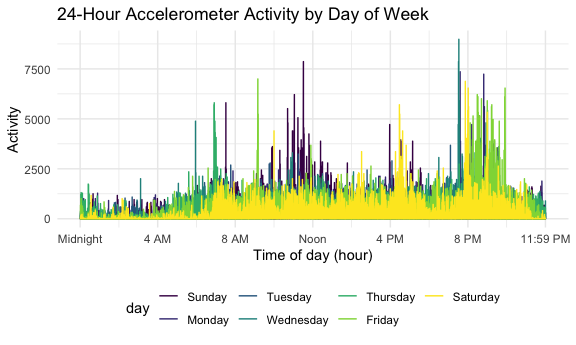 24-Hour Accelerometer Activity by Day of Week
Activity
7500
5000
2500
0
Midnight 4 AM 8 AM Noon 4 PM 8 PM 11:59 PM
Time of day (hour)
day
Sunday Tuesday Thursday Saturday
Monday Wednesday Friday